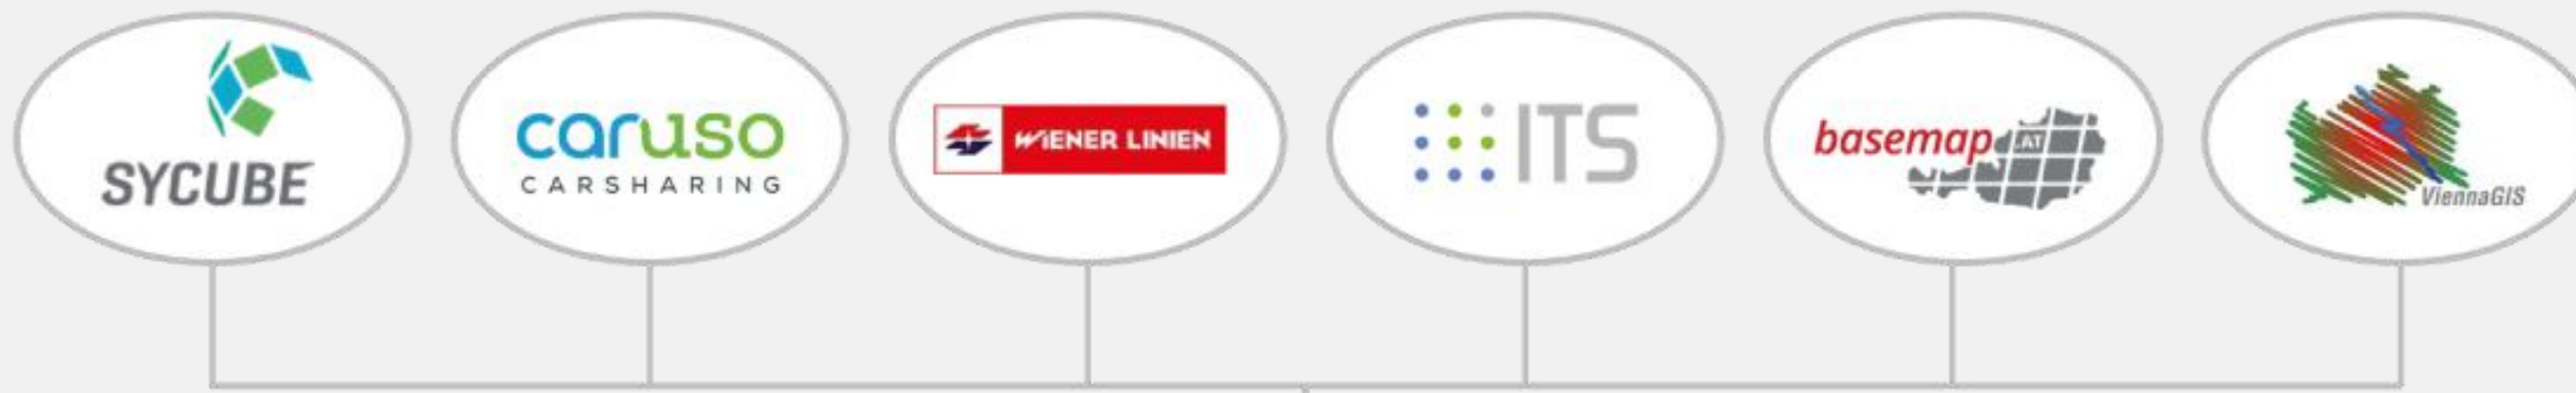 SYCUBE
caruso
CARSHARING
WIENER LINIEN
ITS
basemap
.AT
ViennaGIS